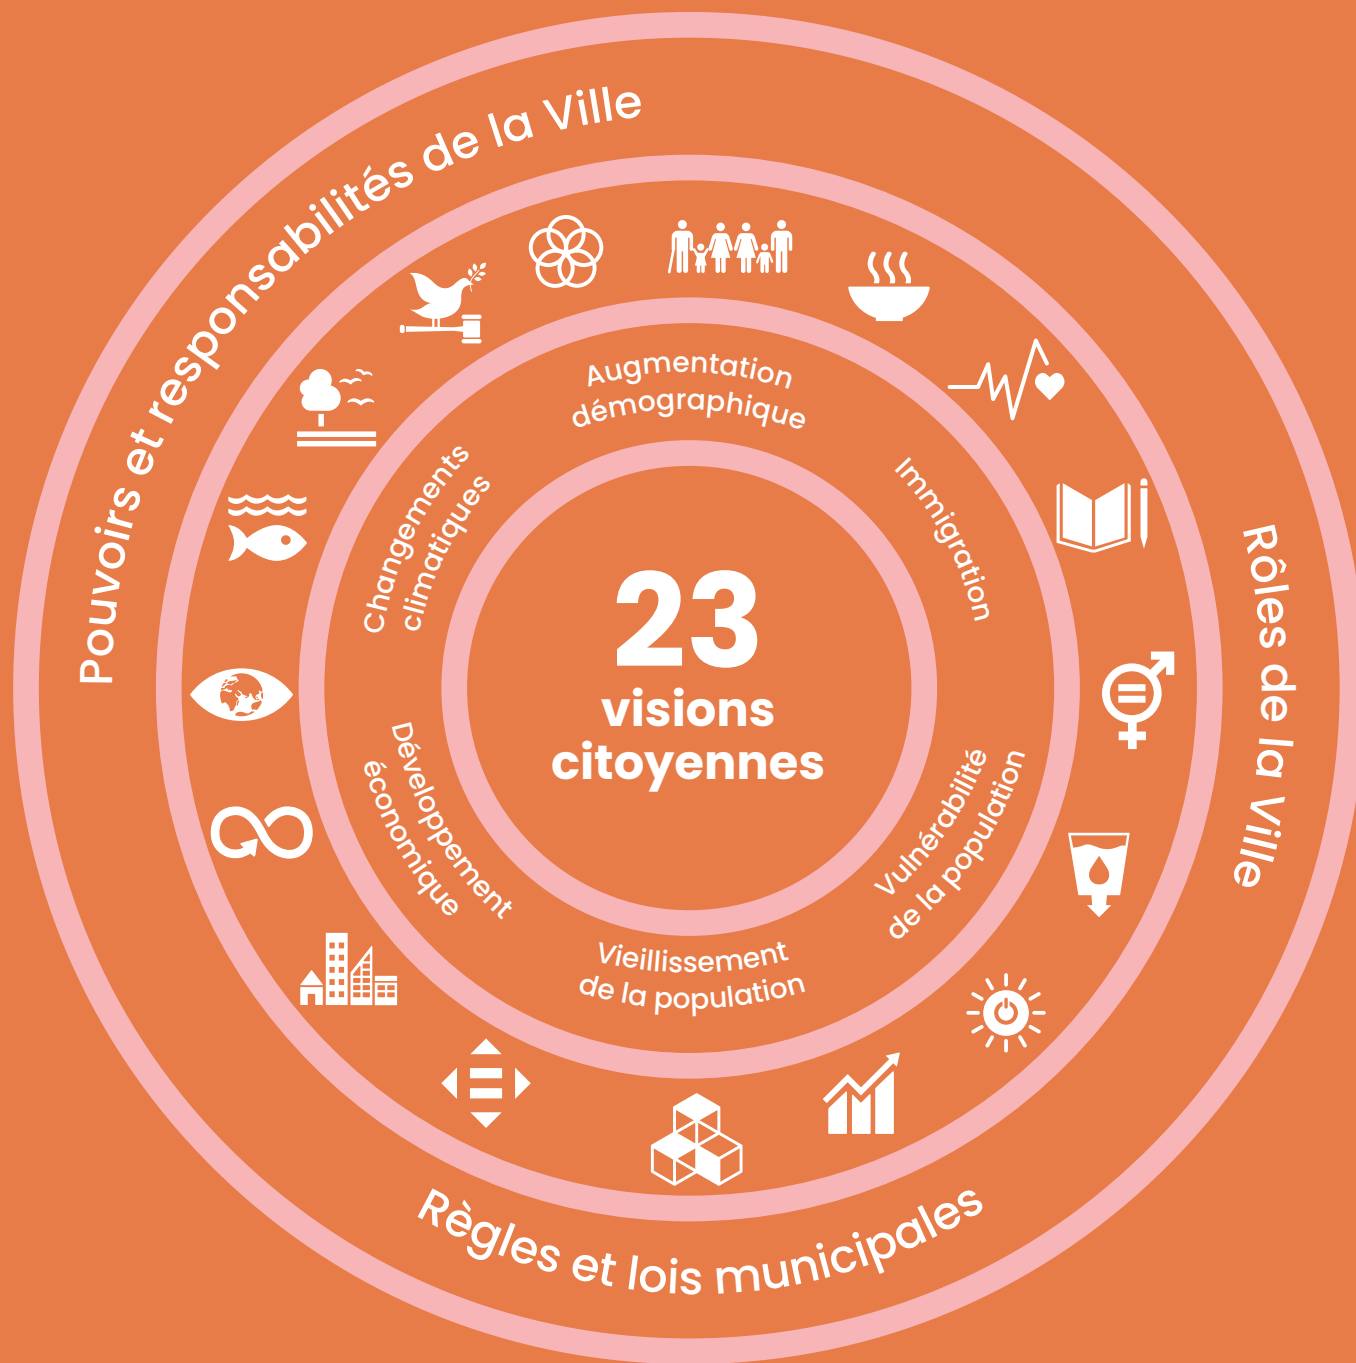 Pouvoirs et responsabilités de la Ville
Rôles de la Ville
Règles et lois municipales
Augmentation
démographique
Immigration
Vulnérabilité
de la population
Vieillissement
de la population
Développement
économique
Changements
climatiques
23
visions
citoyennes